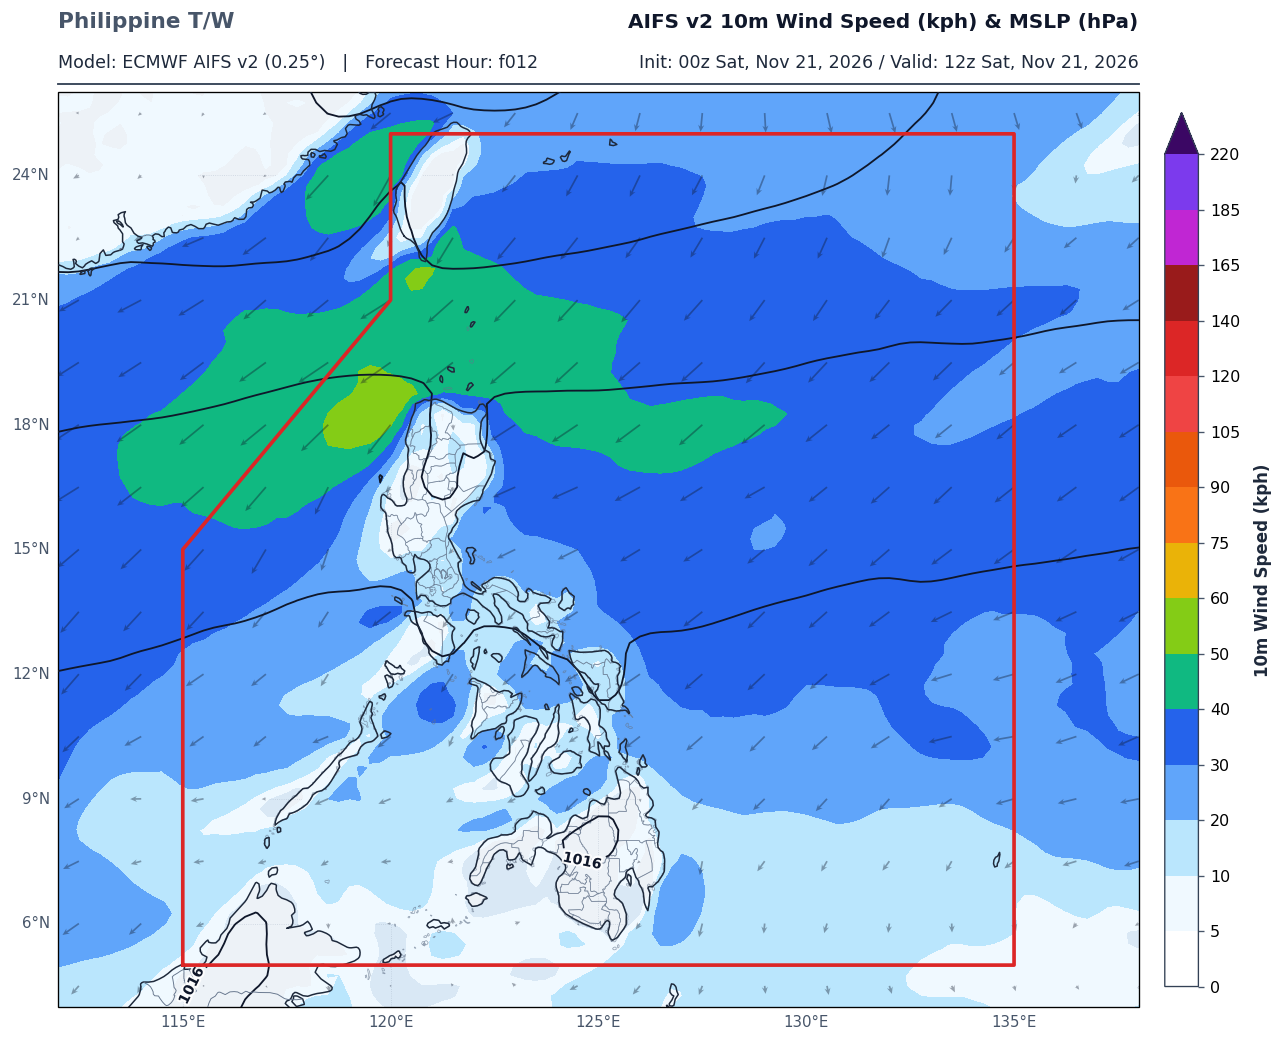 Philippine T/W
AIFS v2 10m Wind Speed (kph) & MSLP (hPa)
Model: ECMWF AIFS v2 (0.25°)   |   Forecast Hour: f012
Init: 00z Sat, Nov 21, 2026 / Valid: 12z Sat, Nov 21, 2026
24°N
21°N
18°N
15°N
12°N
9°N
6°N
115°E
120°E
125°E
130°E
135°E
1016
1016
220
185
165
140
120
105
90
75
60
50
40
30
20
10
5
0
10m Wind Speed (kph)